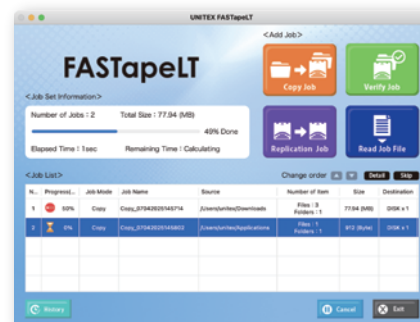 UNITEX FASTapeLT
<Add Job>
FASTapeLT
Copy Job
Verify Job
<Job Set Information>
Number of Jobs : 2
Total Size : 77.94 (MB)
49% Done
Elapsed Time : 1sec
Remaining Time : Calculating
Replication Job
Read Job File
<Job List>
Change order
Detail
Skip
N... Progress(... Job Mode Job Name Source Number of item Size Destination
1 50% Copy Copy_07042025145714 /Users/unitex/Downloads Files : 3 77.94 (MB) DISK x 1
Folders : 1
2 0% Copy /Users/unitex/Applications Files : 1 912 (Byte) DISK x 1
Folders : 1
History
Cancel
Exit